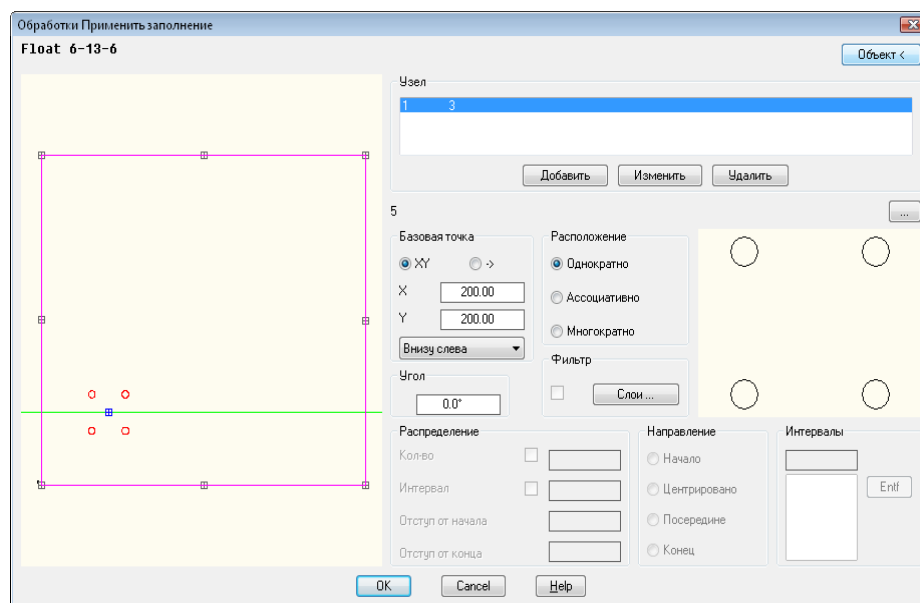 Обработки Применить заполнение
Float 6-13-6
Объект <
Узел
1 3
Добавить Изменить Удалить
5 ...
Базовая точка Расположение
XY -> Однократно
X 200.00 Ассоциативно
Y 200.00 Многократно
Внизу слева Фильтр
Угол Слои ...
0.0°
Распределение Направление Интервалы
Кол-во Начало
Интервал Центрировано Entf
Отступ от начала Посередине
Отступ от конца Конец
OK Cancel Help